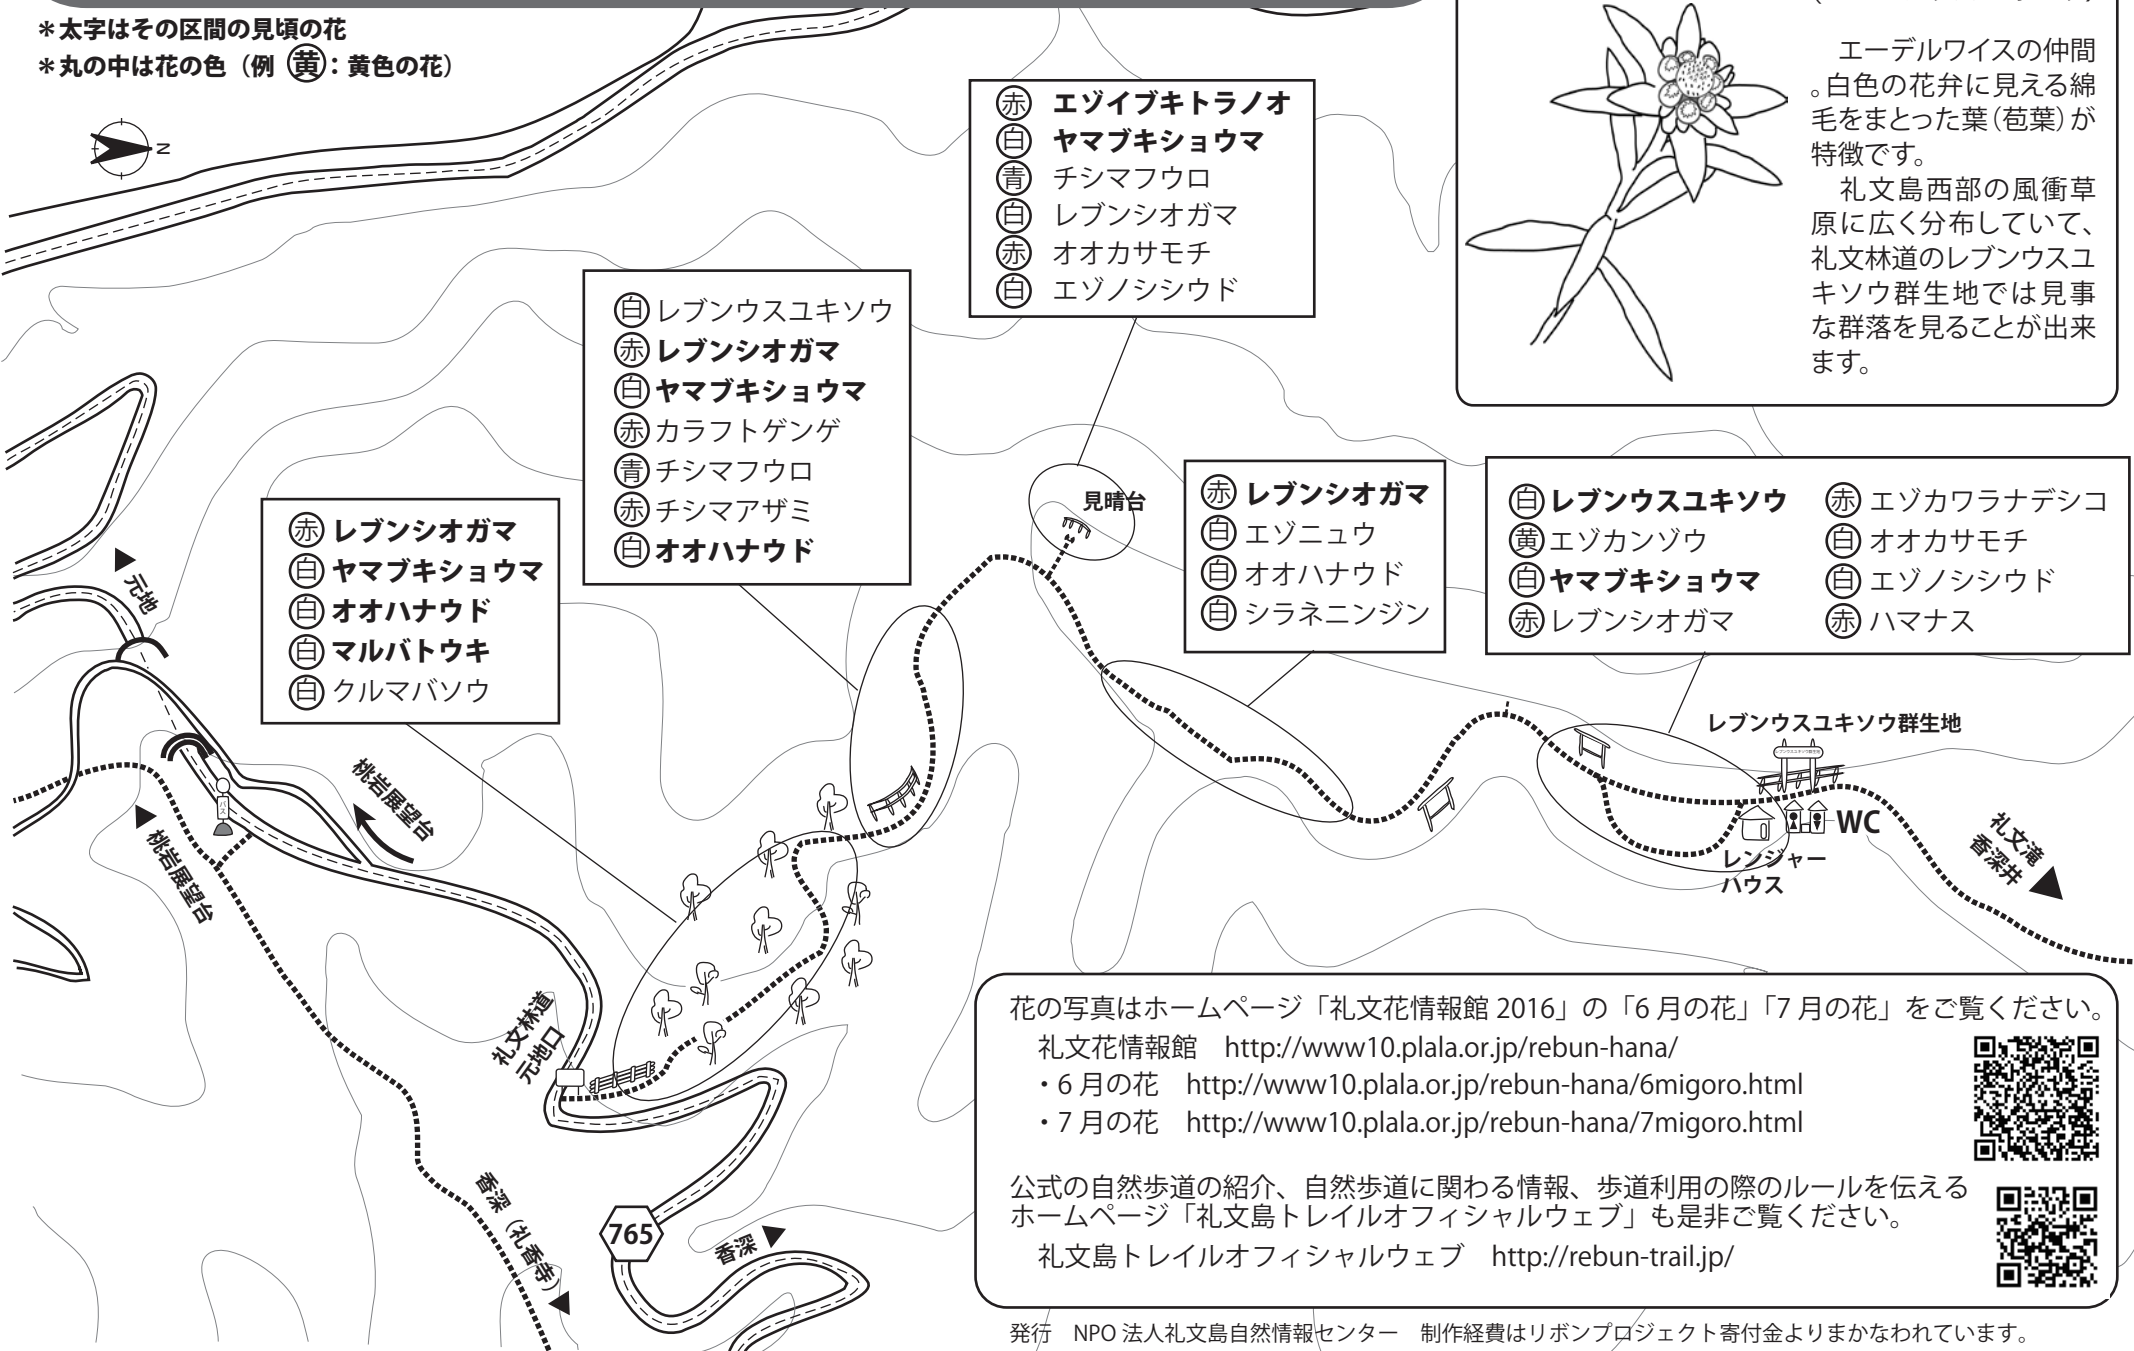 ＊太字はその区間の見頃の花
＊丸の中は花の色（例 黄：黄色の花）
N
エーデルワイスの仲間
。白色の花弁に見える綿
毛をまとった葉（苞葉）が
特徴です。
礼文島西部の風衝草
原に広く分布していて、
礼文林道のレブンウスユ
キソウ群生地では見事
な群落を見ることが出来
ます。
赤 エゾイブキトラノオ
白 ヤマブキショウマ
青 チシマフウロ
白 レブンシオガマ
赤 オオカサモチ
白 エゾノシシウド
白 レブンウスユキソウ
赤 レブンシオガマ
白 ヤマブキショウマ
赤 カラフトゲンゲ
青 チシマフウロ
赤 チシマアザミ
白 オオハナウド
赤 レブンシオガマ
白 ヤマブキショウマ
白 オオハナウド
白 マルバトウキ
白 クルマバソウ
見晴台
赤 レブンシオガマ
白 エゾニュウ
白 オオハナウド
白 シラネニンジン
白 レブンウスユキソウ
黄 エゾカンゾウ
白 ヤマブキショウマ
赤 レブンシオガマ
赤 エゾカワラナデシコ
白 オオカサモチ
白 エゾノシシウド
赤 ハマナス
元地
バス
桃岩展望台
桃岩展望台
レブンウスユキソウ群生地
レブンウスユキソウ群生地
WC
レンジャー
ハウス
礼文滝
香深井
礼文林道
元地口
香深（礼香寺）
765
香深
花の写真はホームページ「礼文花情報館 2016」の「6 月の花」「7 月の花」をご覧ください。
礼文花情報館 http://www10.plala.or.jp/rebun-hana/
・6 月の花 http://www10.plala.or.jp/rebun-hana/6migoro.html
・7 月の花 http://www10.plala.or.jp/rebun-hana/7migoro.html
公式の自然歩道の紹介、自然歩道に関わる情報、歩道利用の際のルールを伝える
ホームページ「礼文島トレイルオフィシャルウェブ」も是非ご覧ください。
礼文島トレイルオフィシャルウェブ http://rebun-trail.jp/
発行 NPO 法人礼文島自然情報センター 制作経費はリボンプロジェクト寄付金よりまかなわれています。